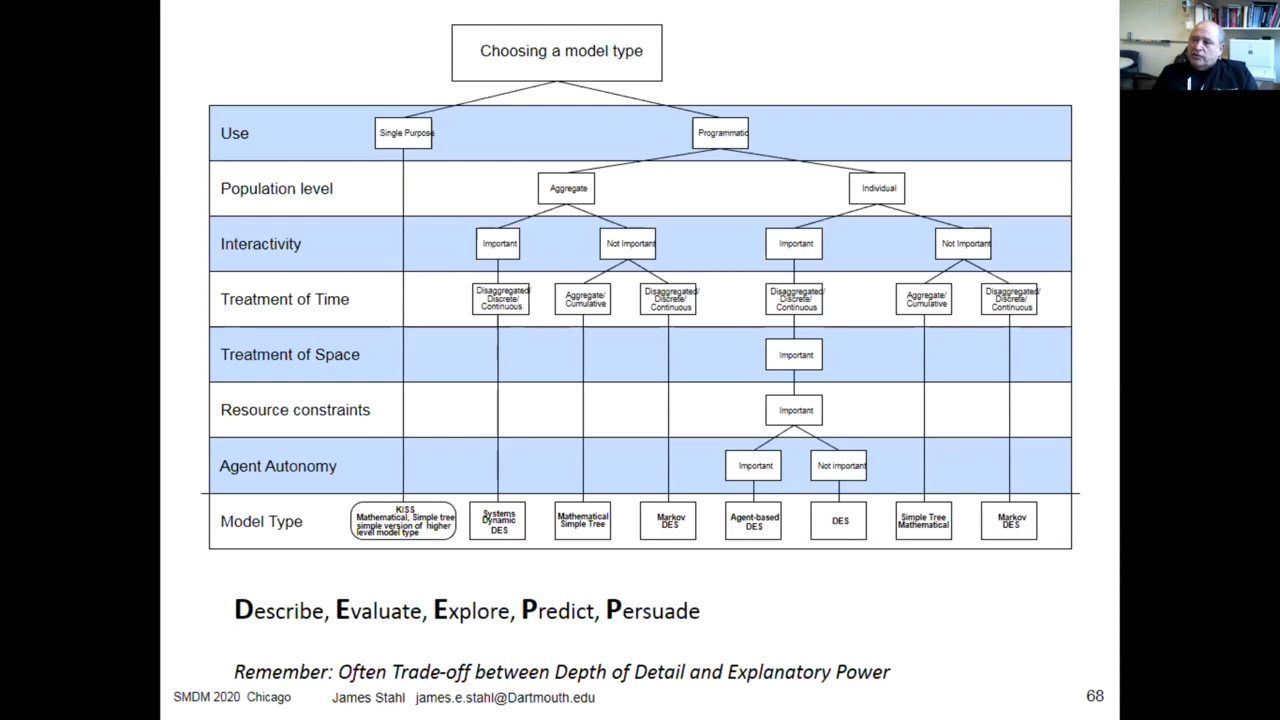 Choosing a model type
Use
Single Purpose
Programmatic
Population level
Aggregate
Individual
Interactivity
Important
Not Important
Important
Not Important
Treatment of Time
Disaggregated/
Discrete/
Continuous
Aggregate/
Cumulative
Disaggregated/
Discrete/
Continuous
Disaggregated/
Discrete/
Continuous
Aggregate/
Cumulative
Disaggregated/
Discrete/
Continuous
Treatment of Space
Important
Resource constraints
Important
Agent Autonomy
Important
Not important
Model Type
KISS
Mathematical, Simple tree
simple version of higher
level model type
Systems
Dynamic
DES
Mathematical
Simple Tree
Markov
DES
Agent-based
DES
DES
Simple Tree
Mathematical
Markov
DES
Describe, Evaluate, Explore, Predict, Persuade
Remember: Often Trade-off between Depth of Detail and Explanatory Power
SMDM 2020 Chicago
James Stahl james.e.stahl@Dartmouth.edu
68